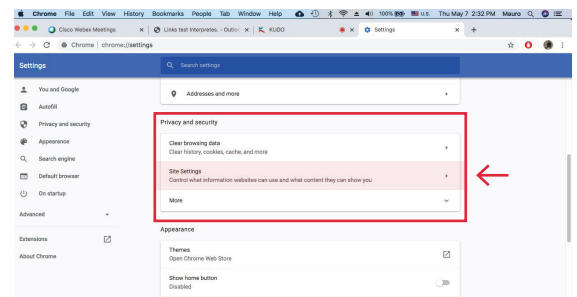 Chrome File Edit View History Bookmarks People Tab Window Help 100% U.S. Thu May 7 2:32 PM Mauro
Cisco Webex Meetings × Links test Interpretes. - Outloo × KUDO × Settings × +
Chrome | chrome://settings
Settings
Search settings
You and Google
Autofill
Privacy and security
Appearance
Search engine
Default browser
On startup
Advanced
Extensions
About Chrome
Addresses and more
Privacy and security
Clear browsing data
Clear history, cookies, cache, and more
Site Settings
Control what information websites can use and what content they can show you
More
Appearance
Themes
Open Chrome Web Store
Show home button
Disabled